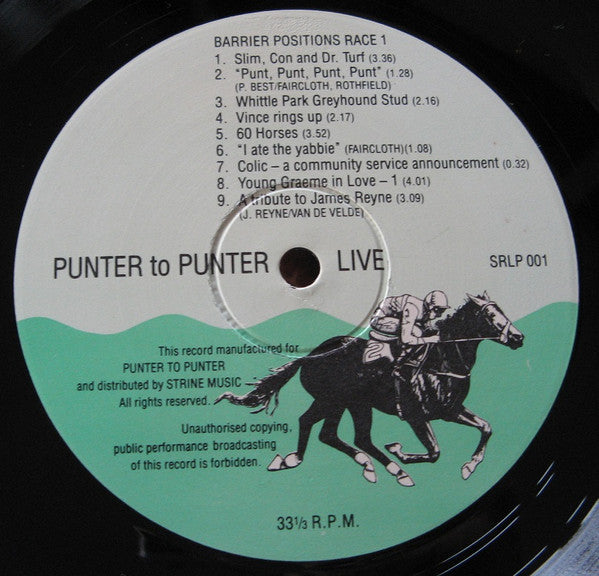 BARRIER POSITIONS RACE 1
1. Slim, Con and Dr. Turf (3.36)
2. "Punt, Punt, Punt, Punt" (1.28)
(P. BEST/FAIRCLOTH, ROTHFIELD)
3. Whittle Park Greyhound Stud (2.16)
4. Vince rings up (2.17)
5. 60 Horses (3.52)
6. "I ate the yabbie" (FAIRCLOTH)(1.08)
7. Colic – a community service announcement (0.32)
8. Young Graeme in Love – 1 (4.01)
9. A tribute to James Reyne (3.09)
(J. REYNE/VAN DE VELDE)
PUNTER to PUNTER LIVE SRLP 001
This record manufactured for
PUNTER TO PUNTER
and distributed by STRINE MUSIC –
All rights reserved.
Unauthorised copying,
public performance broadcasting
of this record is forbidden.
33⅓ R.P.M.
2